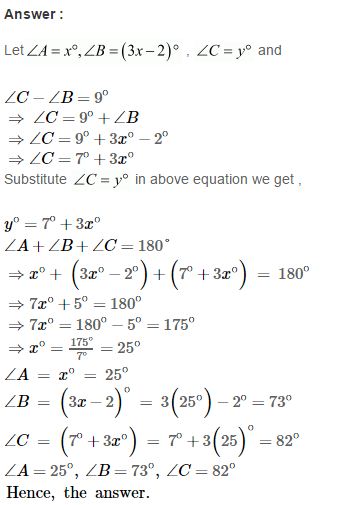 Answer :
Let ∠A = x°, ∠B = (3x − 2)° , ∠C = y° and
∠C − ∠B = 9°
⇒ ∠C = 9° + ∠B
⇒ ∠C = 9° + 3x° − 2°
⇒ ∠C = 7° + 3x°
Substitute ∠C = y° in above equation we get ,
y° = 7° + 3x°
∠A + ∠B + ∠C = 180°
⇒ x° + (3x° − 2°) + (7° + 3x°) = 180°
⇒ 7x° + 5° = 180°
⇒ 7x° = 180° − 5° = 175°
⇒ x° = 175°/7° = 25°
∠A = x° = 25°
∠B = (3x − 2)° = 3(25°) − 2° = 73°
∠C = (7° + 3x°) = 7° + 3(25)° = 82°
∠A = 25°, ∠B = 73°, ∠C = 82°
Hence, the answer.